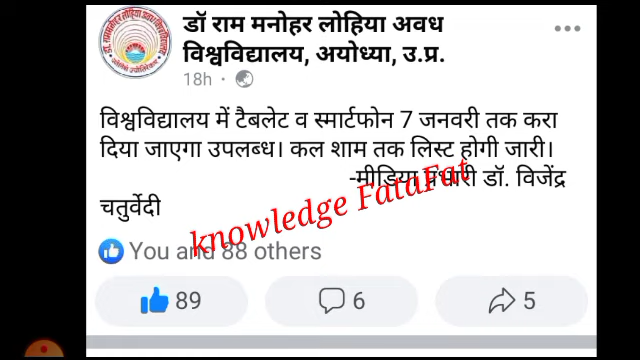 डॉ राम मनोहर लोहिया अवध
विश्वविद्यालय, अयोध्या, उ.प्र.
18h ·
विश्वविद्यालय में टैबलेट व स्मार्टफोन 7 जनवरी तक करा
दिया जाएगा उपलब्ध। कल शाम तक लिस्ट होगी जारी।
-मीडिया प्रभारी डॉ. विजेंद्र
चतुर्वेदी
knowledge FataFat
You and 88 others
89 6 5